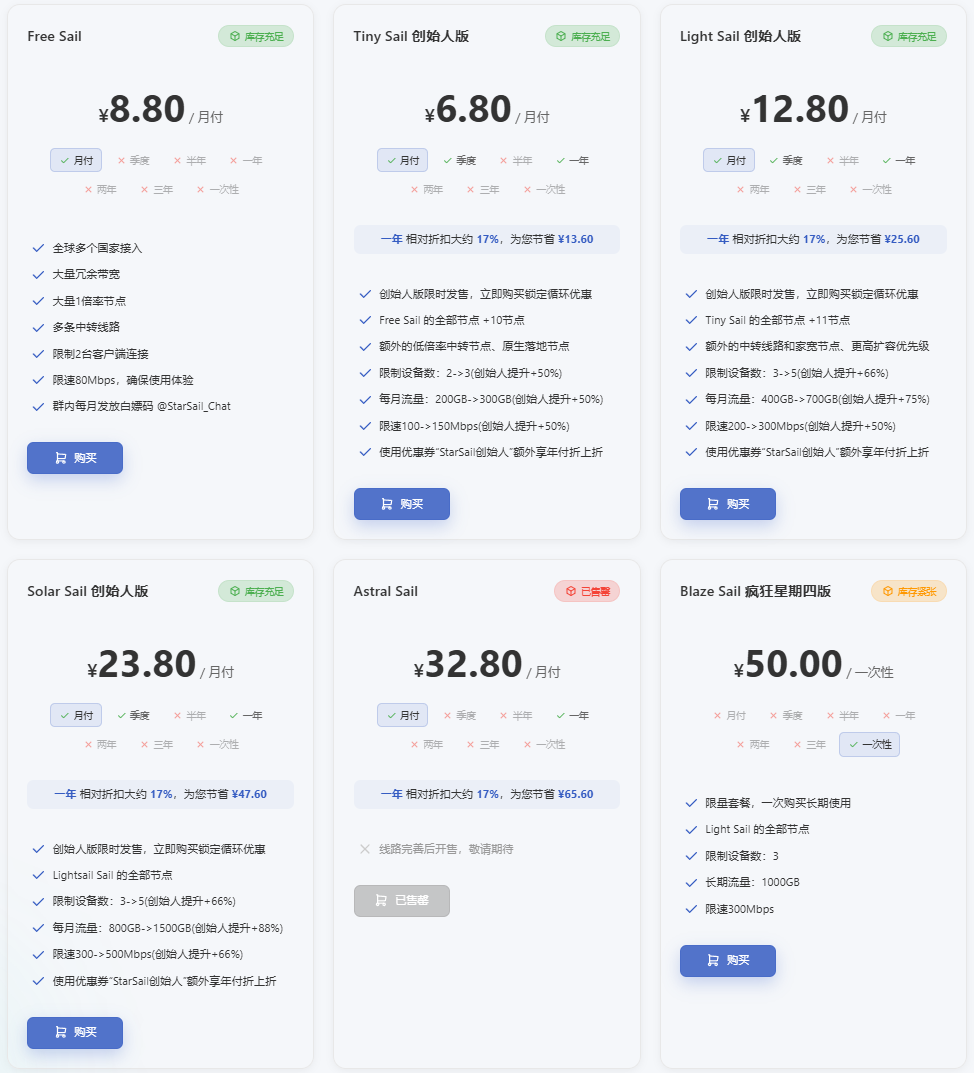 Free Sail
库存充足
¥8.80 / 月付
月付 季度 半年 一年
两年 三年 一次性
全球多个国家接入
大量冗余带宽
大量1倍率节点
多条中转线路
限制2台客户端连接
限速80Mbps，确保使用体验
群内每月发放白嫖码 @StarSail_Chat
购买
Tiny Sail 创始人版
库存充足
¥6.80 / 月付
月付 季度 半年 一年
两年 三年 一次性
一年 相对折扣大约 17%，为您节省 ¥13.60
创始人版限时发售，立即购买锁定循环优惠
Free Sail 的全部节点 +10节点
额外的低倍率中转节点、原生落地节点
限制设备数：2->3(创始人提升+50%)
每月流量：200GB->300GB(创始人提升+50%)
限速100->150Mbps(创始人提升+50%)
使用优惠券“StarSail创始人”额外享年付折上折
购买
Light Sail 创始人版
库存充足
¥12.80 / 月付
月付 季度 半年 一年
两年 三年 一次性
一年 相对折扣大约 17%，为您节省 ¥25.60
创始人版限时发售，立即购买锁定循环优惠
Tiny Sail 的全部节点 +11节点
额外的中转线路和家宽节点、更高扩容优先级
限制设备数：3->5(创始人提升+66%)
每月流量：400GB->700GB(创始人提升+75%)
限速200->300Mbps(创始人提升+50%)
使用优惠券“StarSail创始人”额外享年付折上折
购买
Solar Sail 创始人版
库存充足
¥23.80 / 月付
月付 季度 半年 一年
两年 三年 一次性
一年 相对折扣大约 17%，为您节省 ¥47.60
创始人版限时发售，立即购买锁定循环优惠
Lightsail Sail 的全部节点
限制设备数：3->5(创始人提升+66%)
每月流量：800GB->1500GB(创始人提升+88%)
限速300->500Mbps(创始人提升+66%)
使用优惠券“StarSail创始人”额外享年付折上折
购买
Astral Sail
已售罄
¥32.80 / 月付
月付 季度 半年 一年
两年 三年 一次性
一年 相对折扣大约 17%，为您节省 ¥65.60
线路完善后开售，敬请期待
已售罄
Blaze Sail 疯狂星期四版
库存紧张
¥50.00 / 一次性
月付 季度 半年 一年
两年 三年 一次性
限量套餐，一次购买长期使用
Light Sail 的全部节点
限制设备数：3
长期流量：1000GB
限速300Mbps
购买